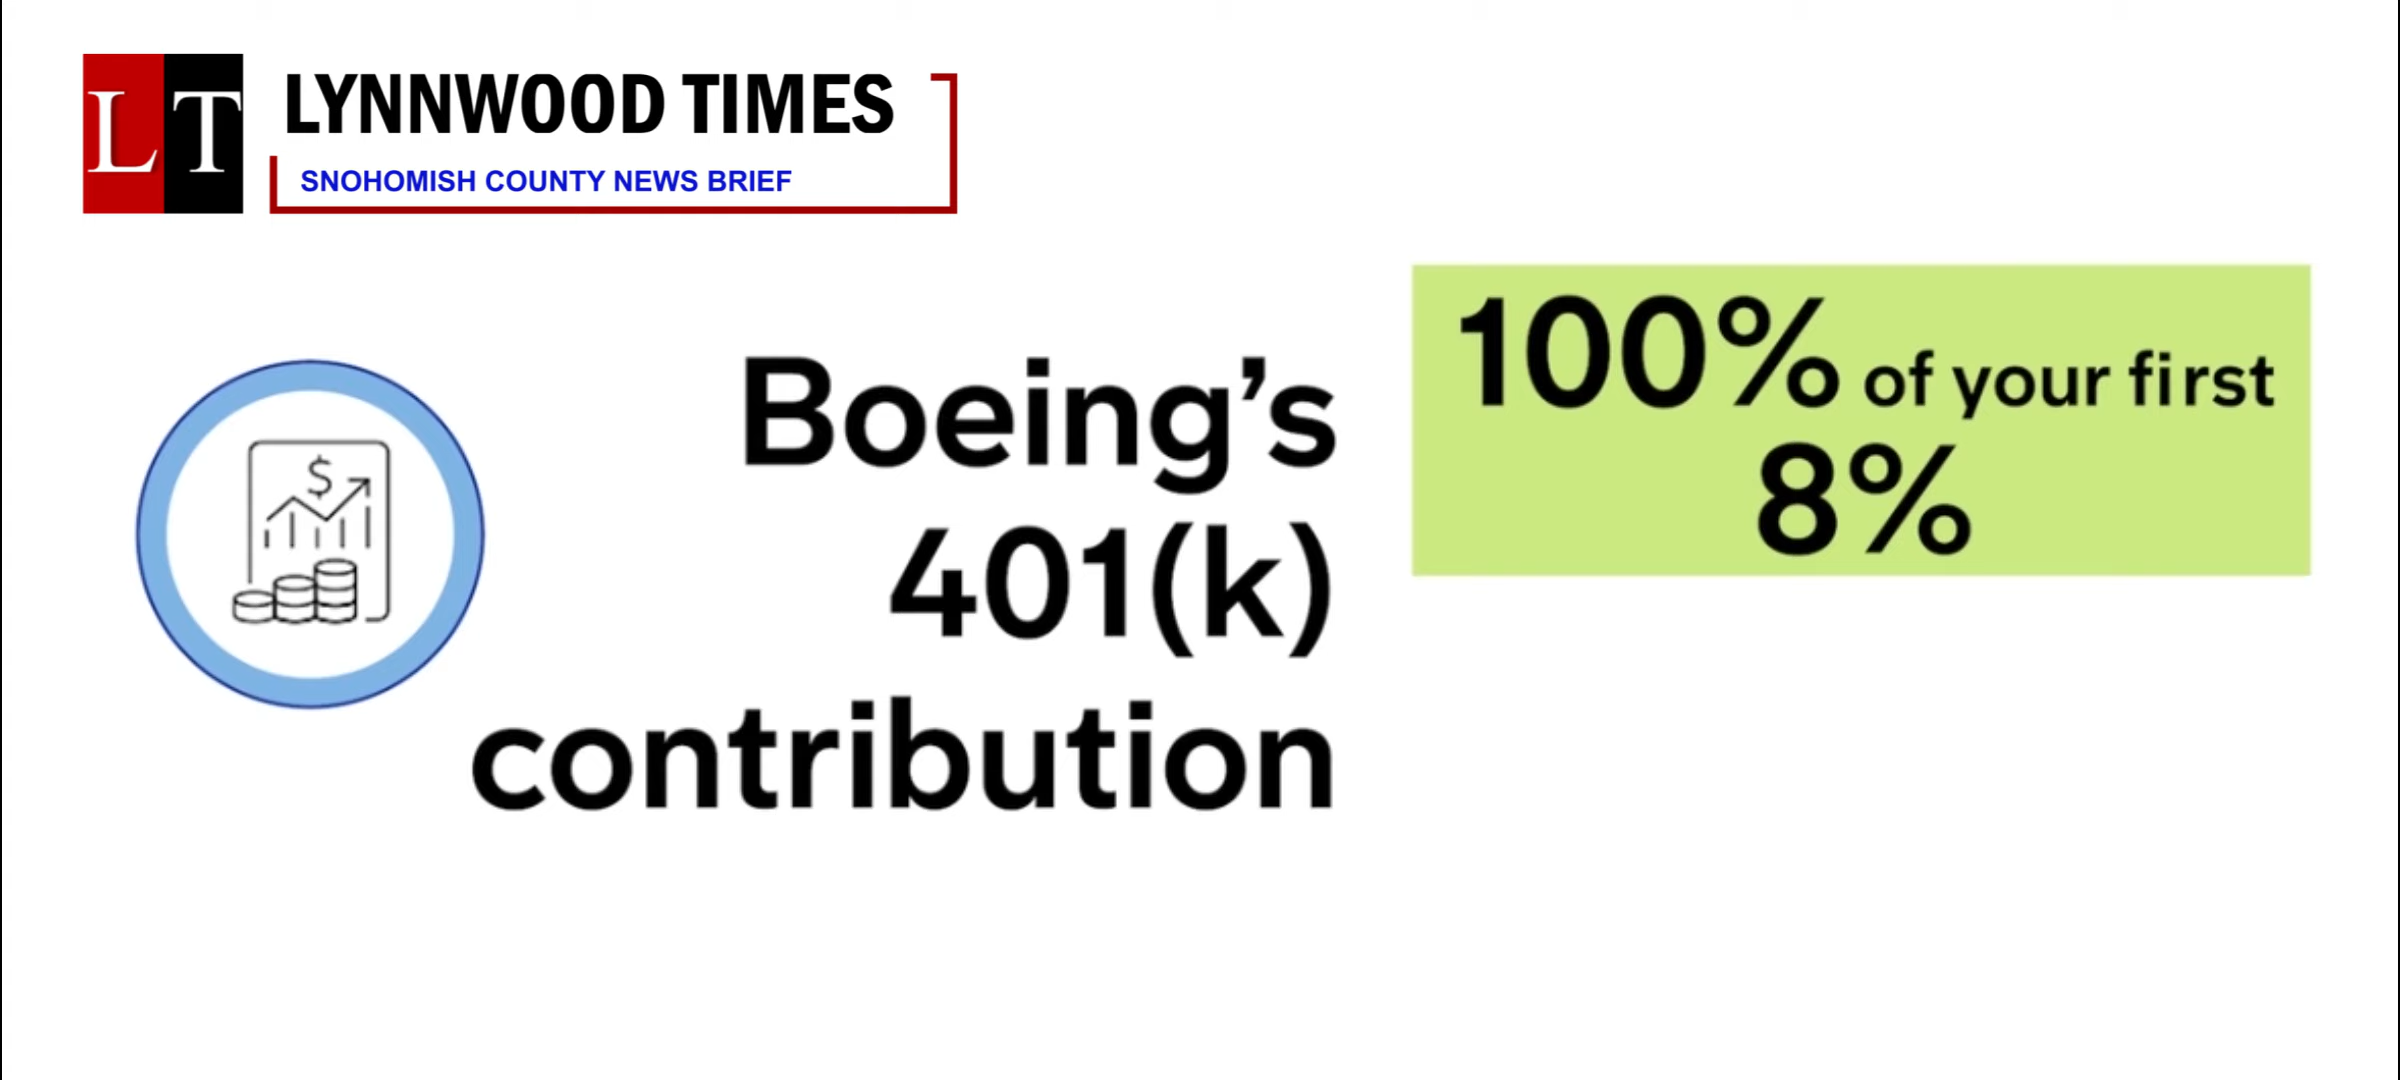 LT
LYNNWOOD TIMES
SNOHOMISH COUNTY NEWS BRIEF
Boeing’s
401(k)
contribution
100% of your first
8%
$